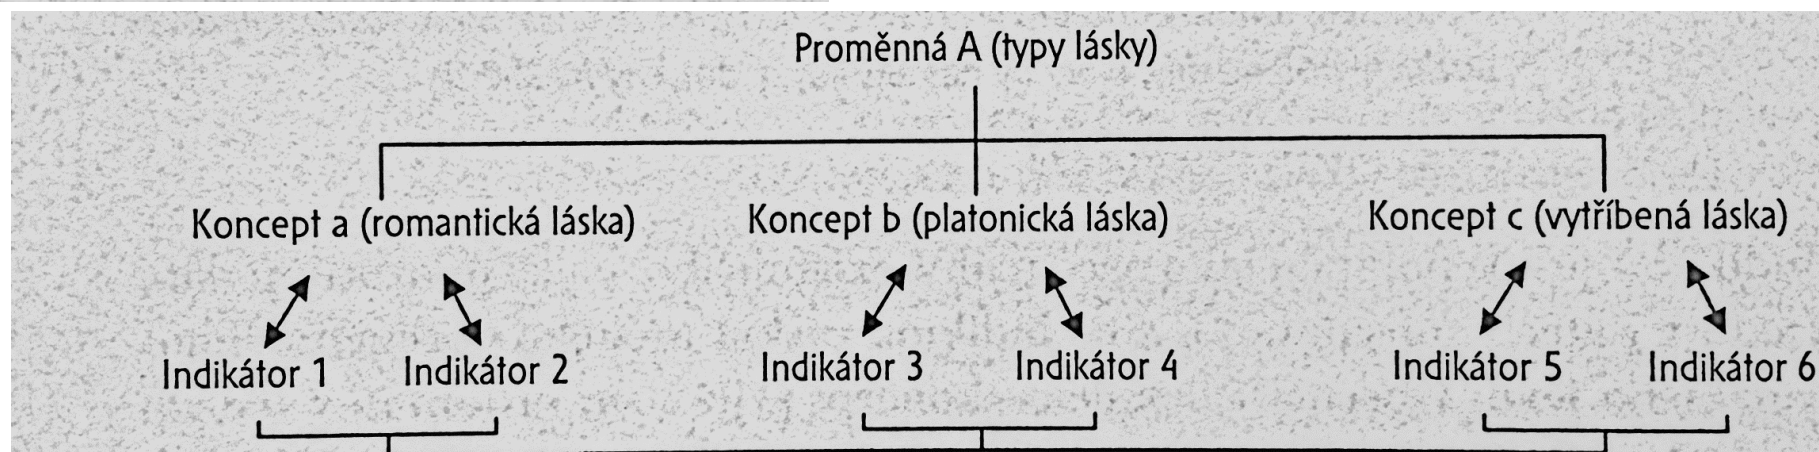 Proměnná A (typy lásky)
Koncept a (romantická láska) Koncept b (platonická láska) Koncept c (vytříbená láska)
Indikátor 1 Indikátor 2 Indikátor 3 Indikátor 4 Indikátor 5 Indikátor 6